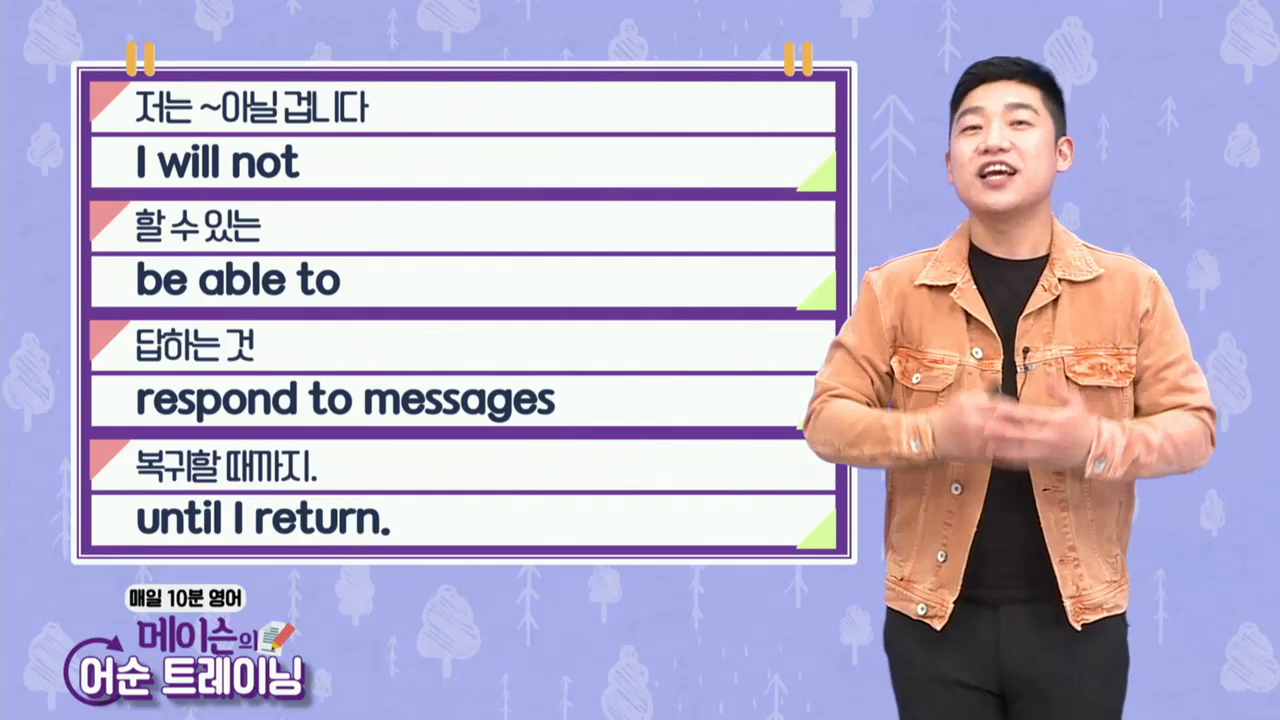 저는 ~아닐 겁니다
I will not
할 수 있는
be able to
답하는 것
respond to messages
복귀할 때까지.
until I return.
매일 10분 영어
메이슨의
어순 트레이닝